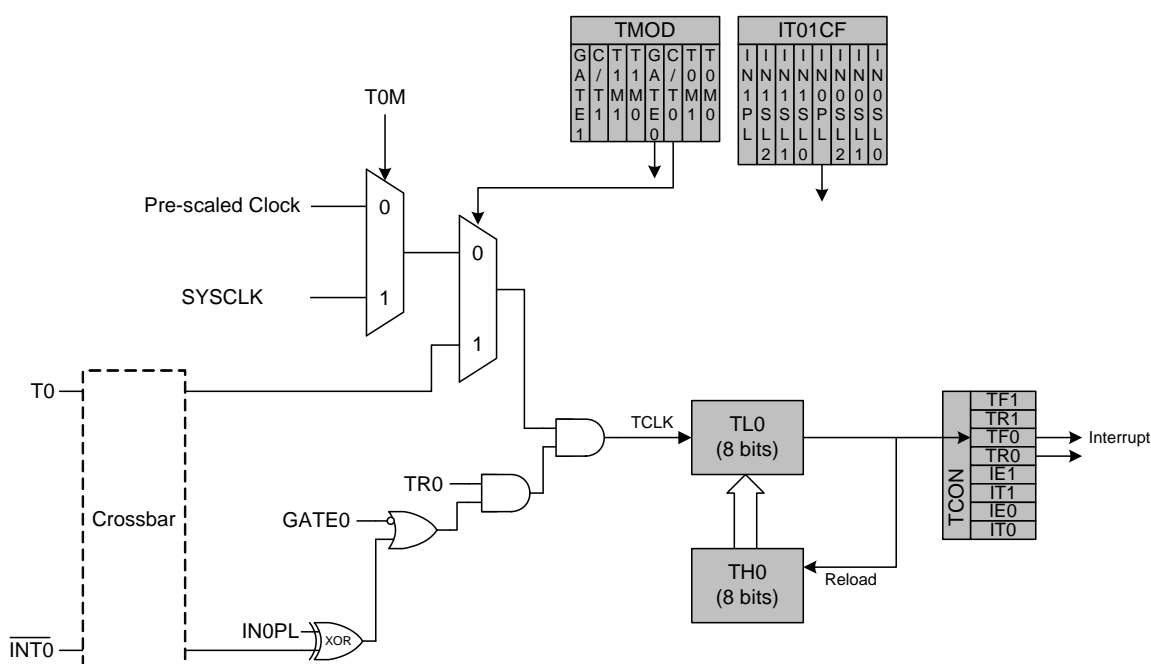 TMOD
GATE1
C/T1
T1M1
T1M0
GATE0
C/T0
T0M1
T0M0
IT01CF
IN1PL
IN1SL2
IN1SL1
IN1SL0
IN0PL
IN0SL2
IN0SL1
IN0SL0
T0M
Pre-scaled Clock
0
SYSCLK
1
0
1
T0
Crossbar
TR0
GATE0
IN0PL
XOR
INT0
TCLK
TL0
(8 bits)
TH0
(8 bits)
Reload
TCON
TF1
TR1
TF0
TR0
IE1
IT1
IE0
IT0
Interrupt